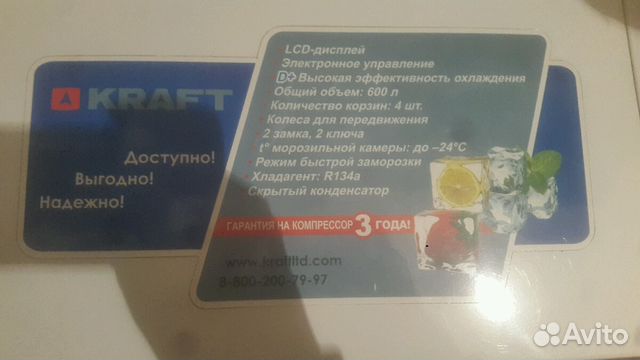 KRAFT
Доступно!
Выгодно!
Надежно!
LCD-дисплей
Электронное управление
D+ Высокая эффективность охлаждения
Общий объем: 600 л
Количество корзин: 4 шт.
Колеса для передвижения
2 замка, 2 ключа
t° морозильной камеры: до –24°C
Режим быстрой заморозки
Хладагент: R134a
Скрытый конденсатор
ГАРАНТИЯ НА КОМПРЕССОР 3 ГОДА!
www.kraftltd.com
8-800-200-79-97
Avito